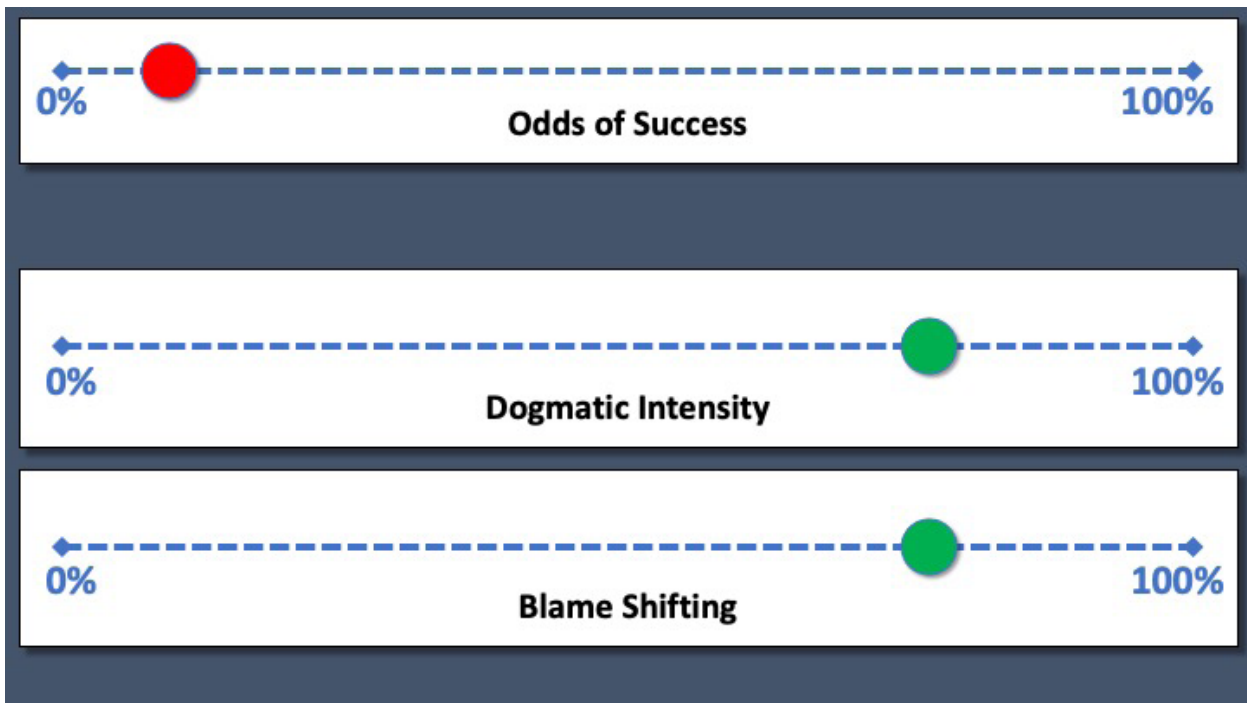 0% 100%
Odds of Success
0% 100%
Dogmatic Intensity
0% 100%
Blame Shifting